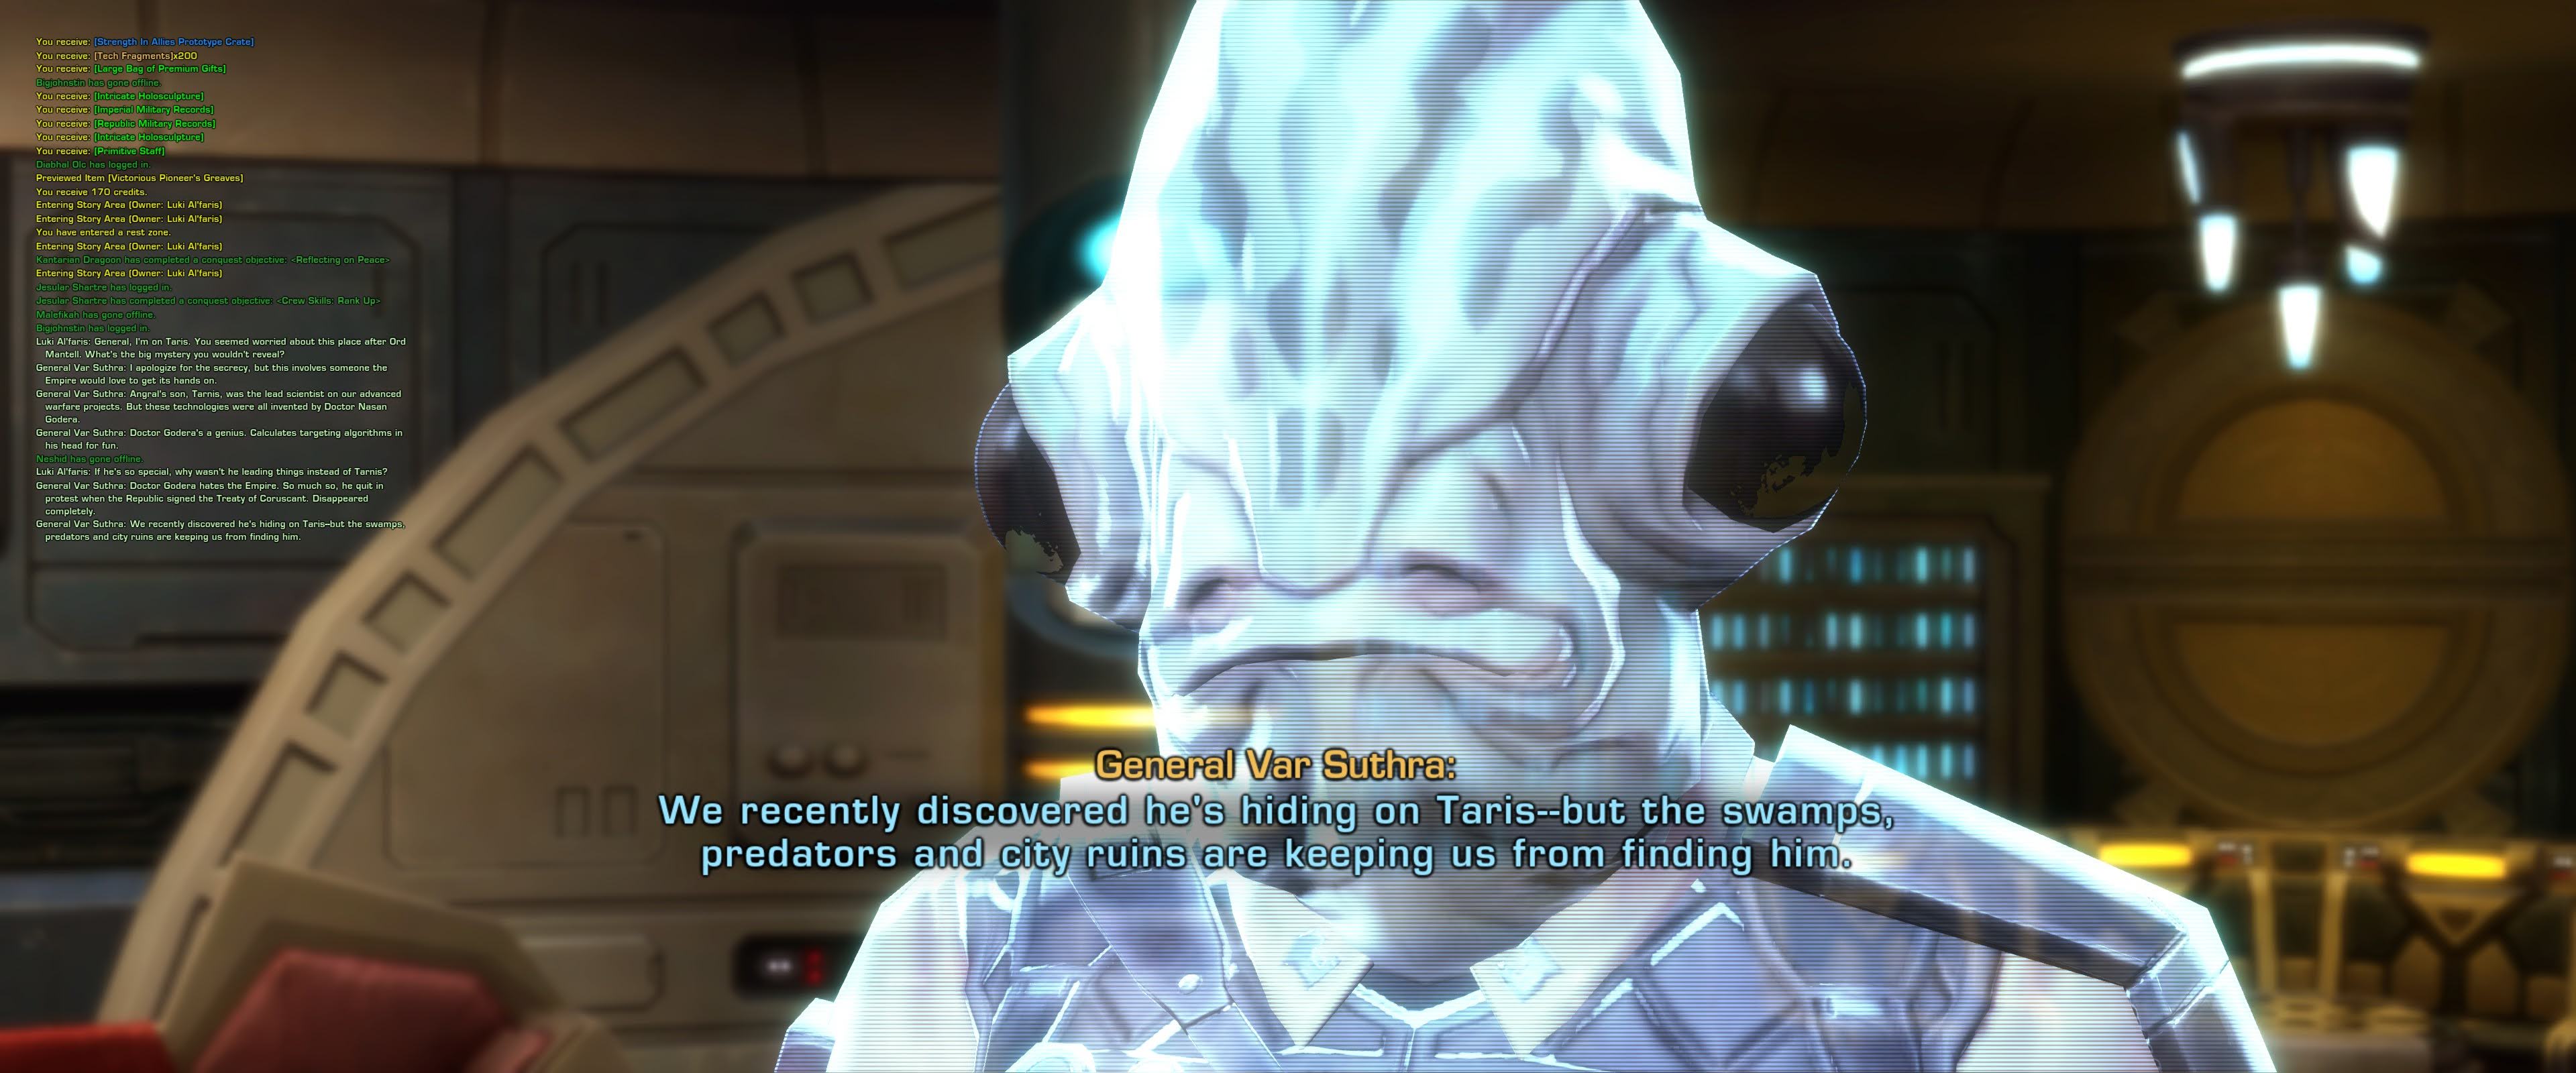 You receive: [Strength In Allies Prototype Crate]
You receive: [Tech Fragments]x200
You receive: [Large Bag of Premium Gifts]
Bigjohnstin has gone offline.
You receive: [Intricate Holosculpture]
You receive: [Imperial Military Records]
You receive: [Republic Military Records]
You receive: [Intricate Holosculpture]
You receive: [Primitive Staff]
Diabhal Olc has logged in.
Previewed Item [Victorious Pioneer's Greaves]
You receive 170 credits.
Entering Story Area (Owner: Luki Al'faris)
Entering Story Area (Owner: Luki Al'faris)
You have entered a rest zone.
Entering Story Area (Owner: Luki Al'faris)
Kantarian Dragoon has completed a conquest objective: <Reflecting on Peace>
Entering Story Area (Owner: Luki Al'faris)
Jesular Shartre has logged in.
Jesular Shartre has completed a conquest objective: <Crew Skills: Rank Up>
Malefikah has gone offline.
Bigjohnstin has logged in.
Luki Al'faris: General, I'm on Taris. You seemed worried about this place after Ord
Mantell. What's the big mystery you wouldn't reveal?
General Var Suthra: I apologize for the secrecy, but this involves someone the
Empire would love to get its hands on.
General Var Suthra: Angral's son, Tarnis, was the lead scientist on our advanced
warfare projects. But these technologies were all invented by Doctor Nasan
Godera.
General Var Suthra: Doctor Godera's a genius. Calculates targeting algorithms in
his head for fun.
Neshid has gone offline.
Luki Al'faris: If he's so special, why wasn't he leading things instead of Tarnis?
General Var Suthra: Doctor Godera hates the Empire. So much so, he quit in
protest when the Republic signed the Treaty of Coruscant. Disappeared
completely.
General Var Suthra: We recently discovered he's hiding on Taris--but the swamps,
predators and city ruins are keeping us from finding him.
General Var Suthra:
We recently discovered he's hiding on Taris--but the swamps,
predators and city ruins are keeping us from finding him.